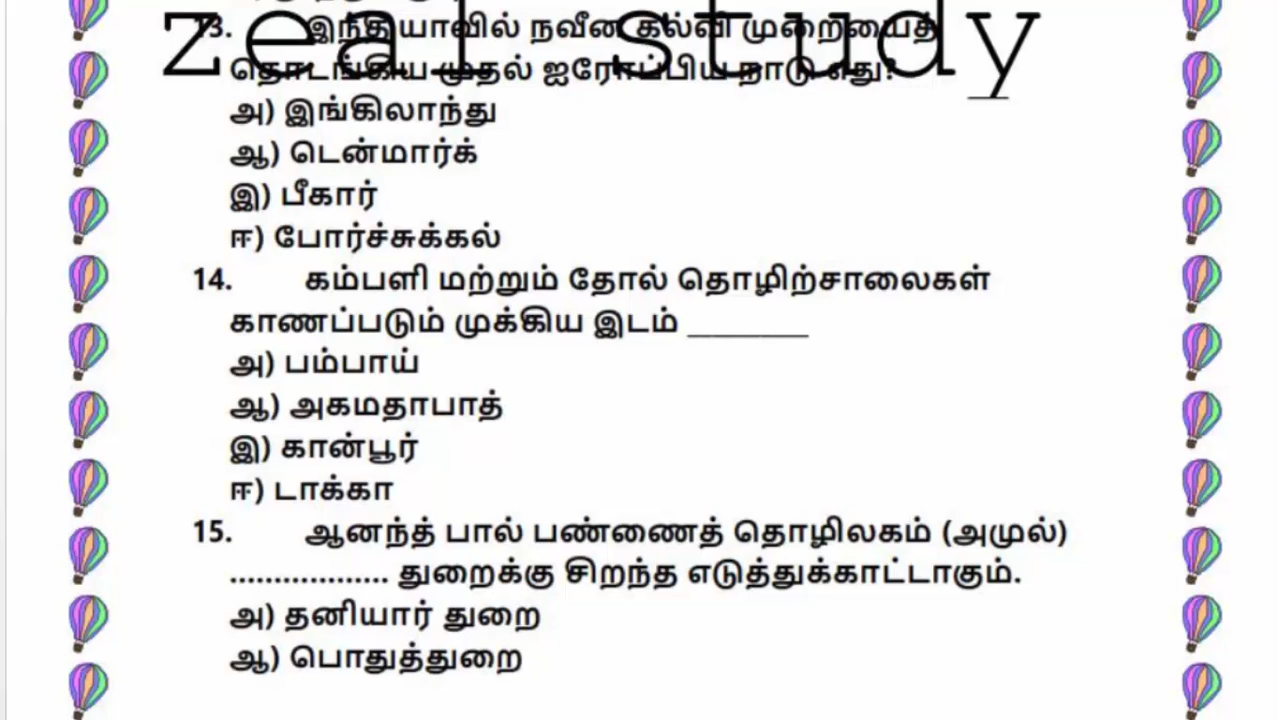 zeal study
13. இந்தியாவில் நவீன கல்வி முறையைத்
தொடங்கிய முதல் ஐரோப்பிய நாடு எது?
அ) இங்கிலாந்து
ஆ) டென்மார்க்
இ) பீகார்
ஈ) போர்ச்சுக்கல்
14. கம்பளி மற்றும் தோல் தொழிற்சாலைகள்
காணப்படும் முக்கிய இடம் ________
அ) பம்பாய்
ஆ) அகமதாபாத்
இ) கான்பூர்
ஈ) டாக்கா
15. ஆனந்த் பால் பண்ணைத் தொழிலகம் (அமுல்)
.................. துறைக்கு சிறந்த எடுத்துக்காட்டாகும்.
அ) தனியார் துறை
ஆ) பொதுத்துறை